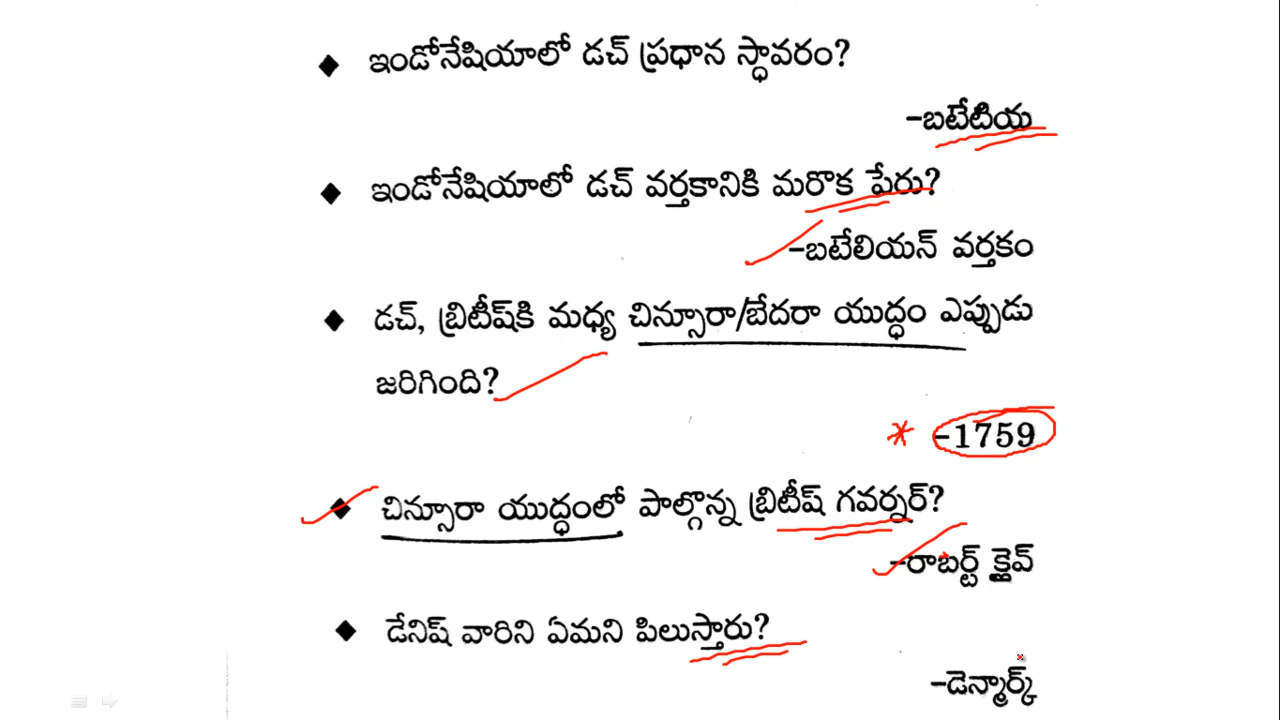 ◆ ఇండోనేషియాలో డచ్ ప్రధాన స్థావరం?
-బటేటియ
◆ ఇండోనేషియాలో డచ్ వర్తకానికి మరొక పేరు?
-బటేలియన్ వర్తకం
◆ డచ్, బ్రిటీష్‌కి మధ్య చిన్సూరా/బేదరా యుద్ధం ఎప్పుడు
జరిగింది?
* -1759
◆ చిన్సూరా యుద్ధంలో పాల్గొన్న బ్రిటీష్ గవర్నర్?
-రాబర్ట్ క్లైవ్
◆ డేనిష్ వారిని ఏమని పిలుస్తారు?
-డెన్మార్క్